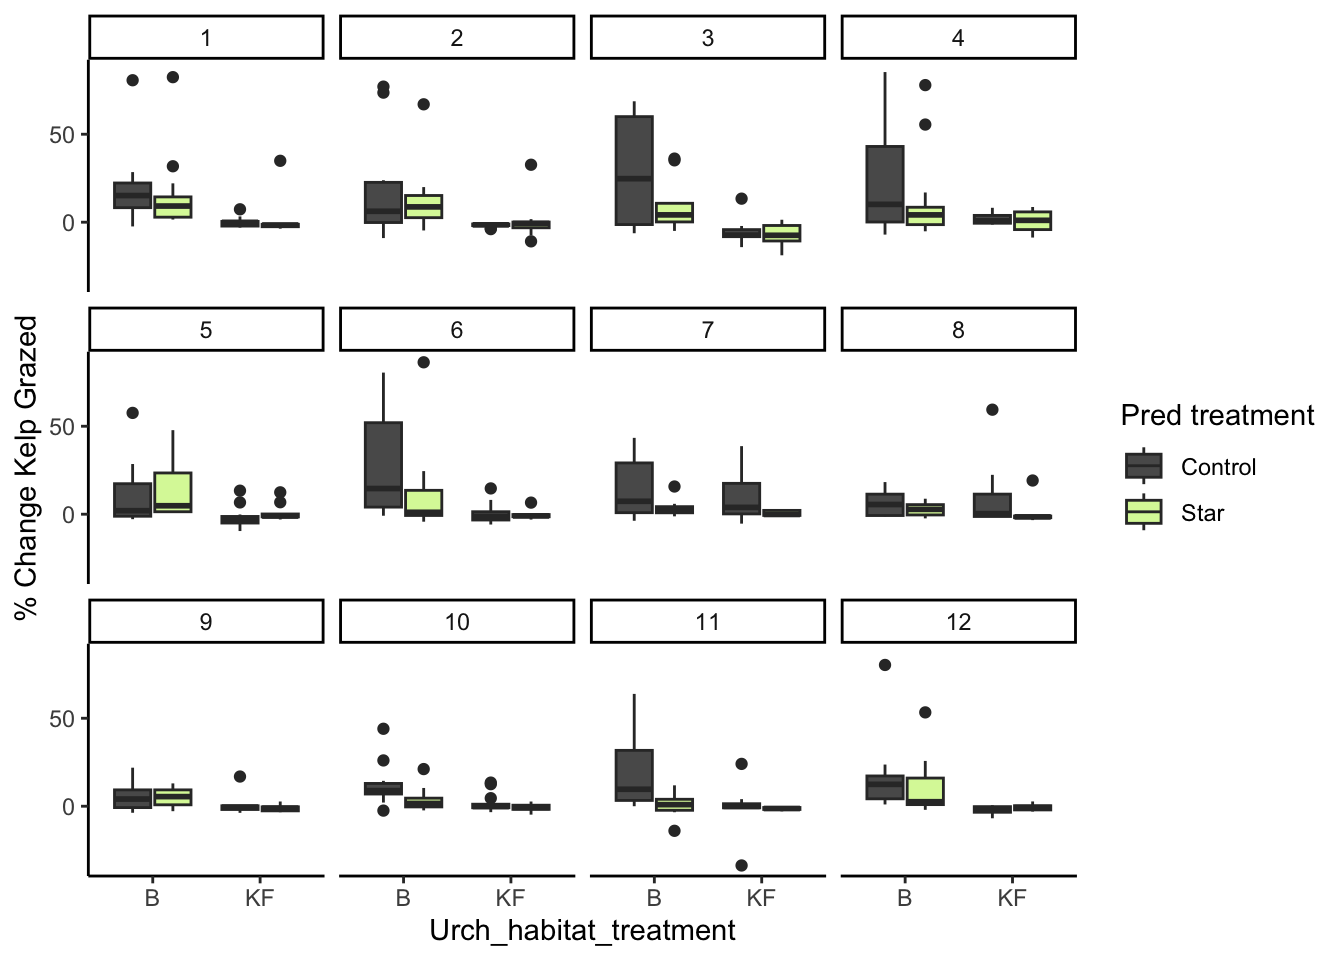 1 2 3 4
50
0
5 6 7 8
% Change Kelp Grazed
50
0
Pred treatment
Control
Star
9 10 11 12
50
0
B KF B KF B KF B KF
Urch_habitat_treatment